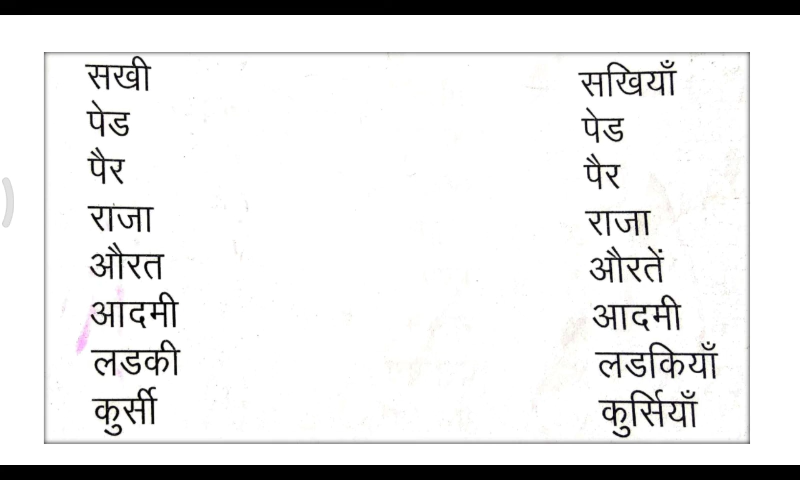 सखी सखियाँ
पेड पेड
पैर पैर
राजा राजा
औरत औरतें
आदमी आदमी
लडकी लडकियाँ
कुर्सी कुर्सियाँ